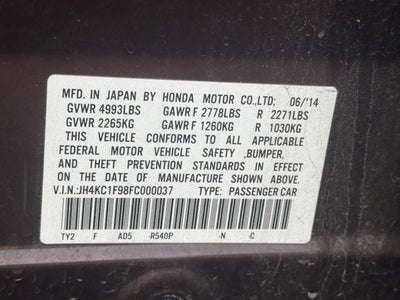 MFD. IN JAPAN BY HONDA MOTOR CO.,LTD; 06/'14
GVWR 4993LBS GAWR F 2778LBS R 2271LBS
GVWR 2265KG GAWR F 1260KG R 1030KG
THIS VEHICLE CONFORMS TO ALL APPLICABLE
FEDERAL MOTOR VEHICLE SAFETY ,BUMPER,
AND THEFT PREVENTION STANDARDS IN EFFECT
ON THE DATE OF MANUFACTURE SHOWN ABOVE.
V.I.N.:JH4KC1F98FC000037 TYPE: PASSENGER CAR
TY2 F AD5 -R540P -N -C